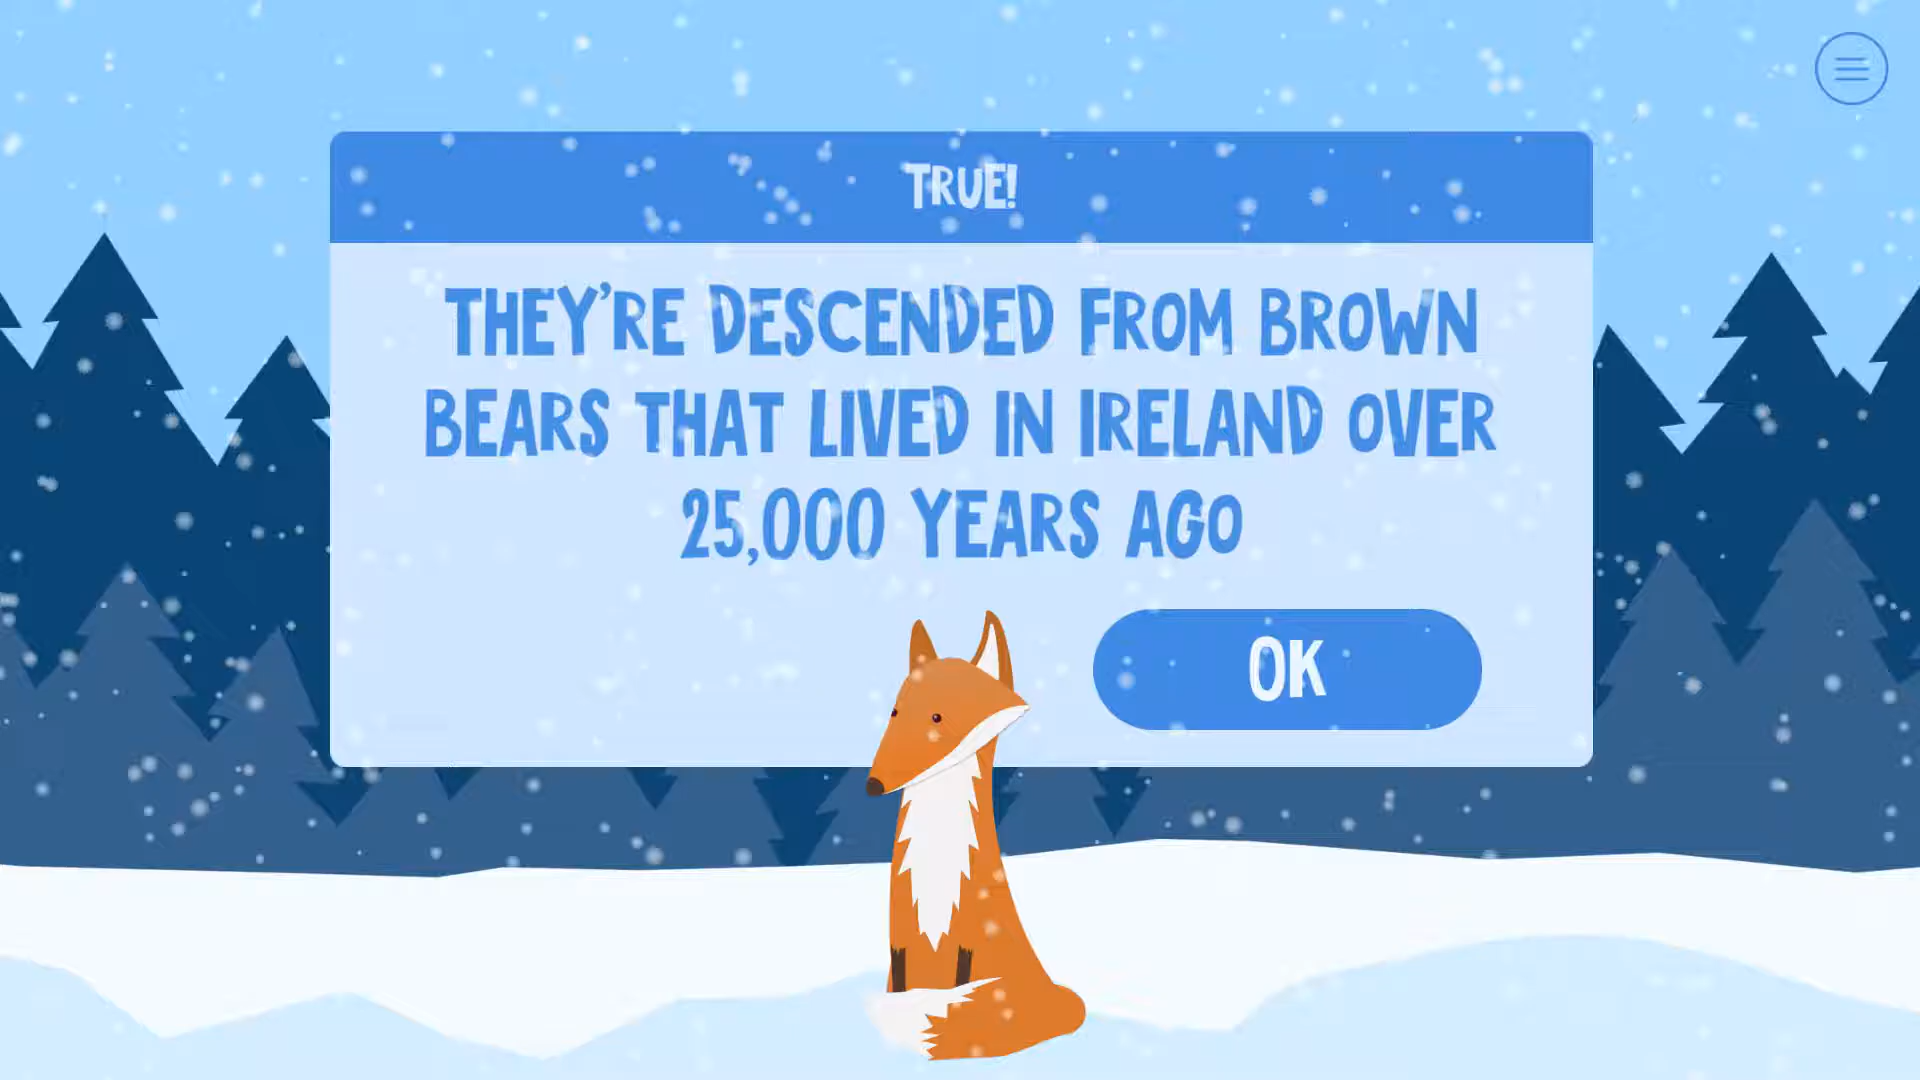 TRUE!
THEY'RE DESCENDED FROM BROWN
BEARS THAT LIVED IN IRELAND OVER
25,000 YEARS AGO
OK